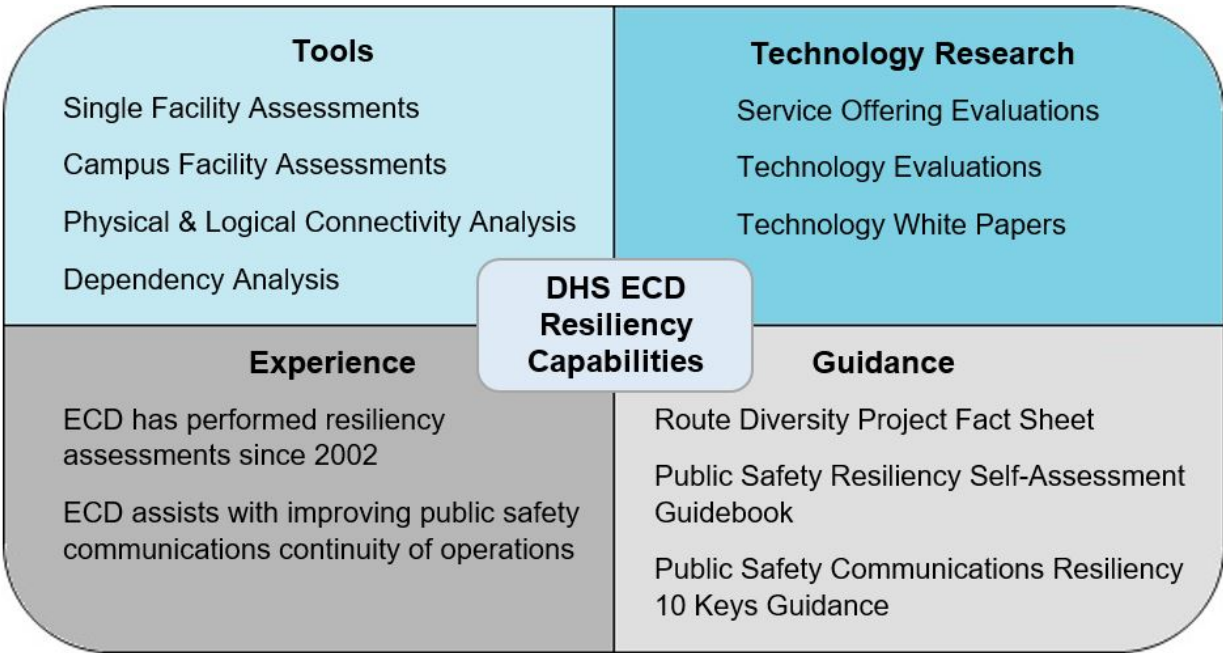 Tools
Single Facility Assessments
Campus Facility Assessments
Physical & Logical Connectivity Analysis
Dependency Analysis
Technology Research
Service Offering Evaluations
Technology Evaluations
Technology White Papers
DHS ECD
Resiliency
Capabilities
Experience
ECD has performed resiliency
assessments since 2002
ECD assists with improving public safety
communications continuity of operations
Guidance
Route Diversity Project Fact Sheet
Public Safety Resiliency Self-Assessment
Guidebook
Public Safety Communications Resiliency
10 Keys Guidance